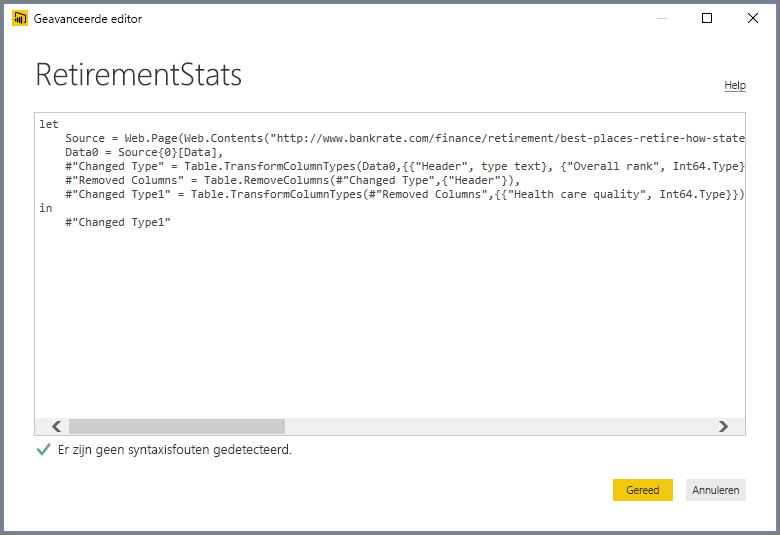 Geavanceerde editor
RetirementStats
Help
let
    Source = Web.Page(Web.Contents("http://www.bankrate.com/finance/retirement/best-places-retire-how-state
    Data0 = Source{0}[Data],
    #"Changed Type" = Table.TransformColumnTypes(Data0,{{"Header", type text}, {"Overall rank", Int64.Type}
    #"Removed Columns" = Table.RemoveColumns(#"Changed Type",{"Header"}),
    #"Changed Type1" = Table.TransformColumnTypes(#"Removed Columns",{{"Health care quality", Int64.Type}})
in
    #"Changed Type1"
Er zijn geen syntaxisfouten gedetecteerd.
Gereed
Annuleren